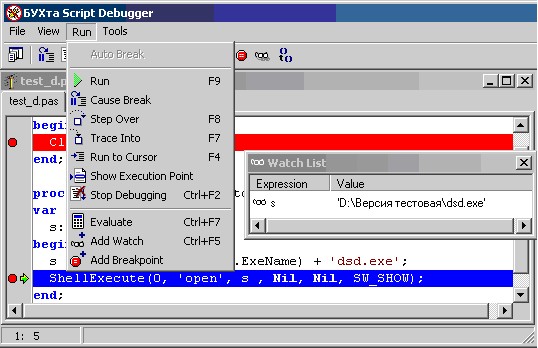 БУХта Script Debugger
File View Run Tools
Auto Break
Run F9
Cause Break
Step Over F8
Trace Into F7
Run to Cursor F4
Show Execution Point
Stop Debugging Ctrl+F2
Evaluate Ctrl+F7
Add Watch Ctrl+F5
Add Breakpoint
test_d.pa
test_d.pas
begin
Cl
end;
proc
var
s:
begi
s .ExeName) + 'dsd.exe';
ShellExecute(0, 'open', s , Nil, Nil, SW_SHOW);
end;
Watch List
Expression Value
s 'D:\Версия тестовая\dsd.exe'
1: 5